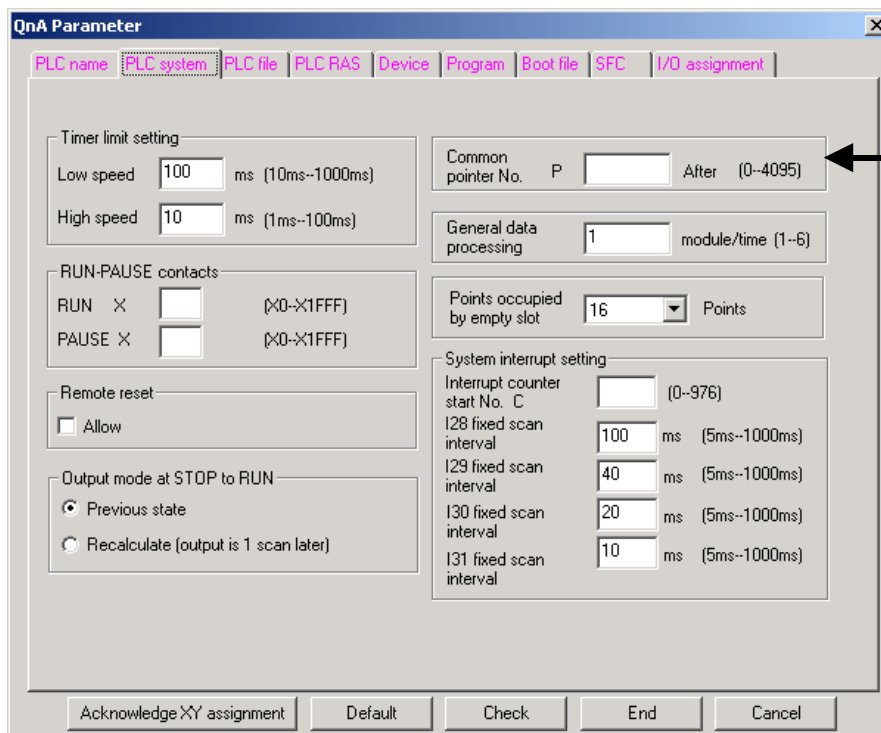 QnA Parameter
PLC name PLC system PLC file PLC RAS Device Program Boot file SFC I/O assignment
Timer limit setting
Low speed 100 ms (10ms--1000ms)
High speed 10 ms (1ms--100ms)
RUN-PAUSE contacts
RUN X (X0--X1FFF)
PAUSE X (X0--X1FFF)
Remote reset
Allow
Output mode at STOP to RUN
Previous state
Recalculate (output is 1 scan later)
Common
pointer No. P After (0--4095)
General data
processing 1 module/time (1--6)
Points occupied
by empty slot 16 Points
System interrupt setting
Interrupt counter
start No. C (0--976)
I28 fixed scan
interval 100 ms (5ms--1000ms)
I29 fixed scan
interval 40 ms (5ms--1000ms)
I30 fixed scan
interval 20 ms (5ms--1000ms)
I31 fixed scan
interval 10 ms (5ms--1000ms)
Acknowledge XY assignment Default Check End Cancel